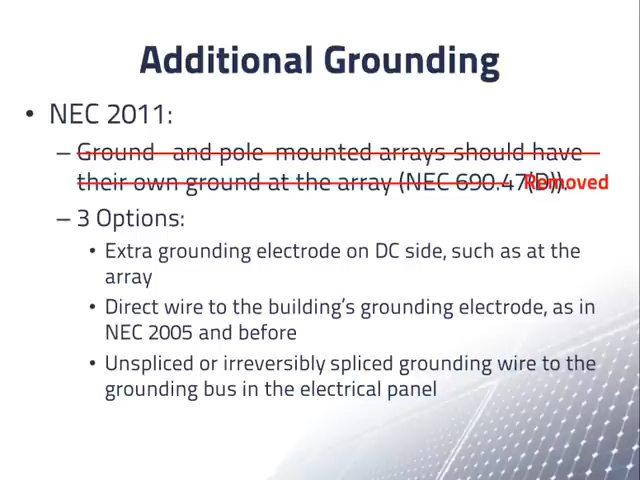 Additional Grounding
• NEC 2011:
– Ground- and pole-mounted arrays should have
their own ground at the array (NEC 690.47(D)). Removed
– 3 Options:
• Extra grounding electrode on DC side, such as at the
array
• Direct wire to the building's grounding electrode, as in
NEC 2005 and before
• Unspliced or irreversibly spliced grounding wire to the
grounding bus in the electrical panel